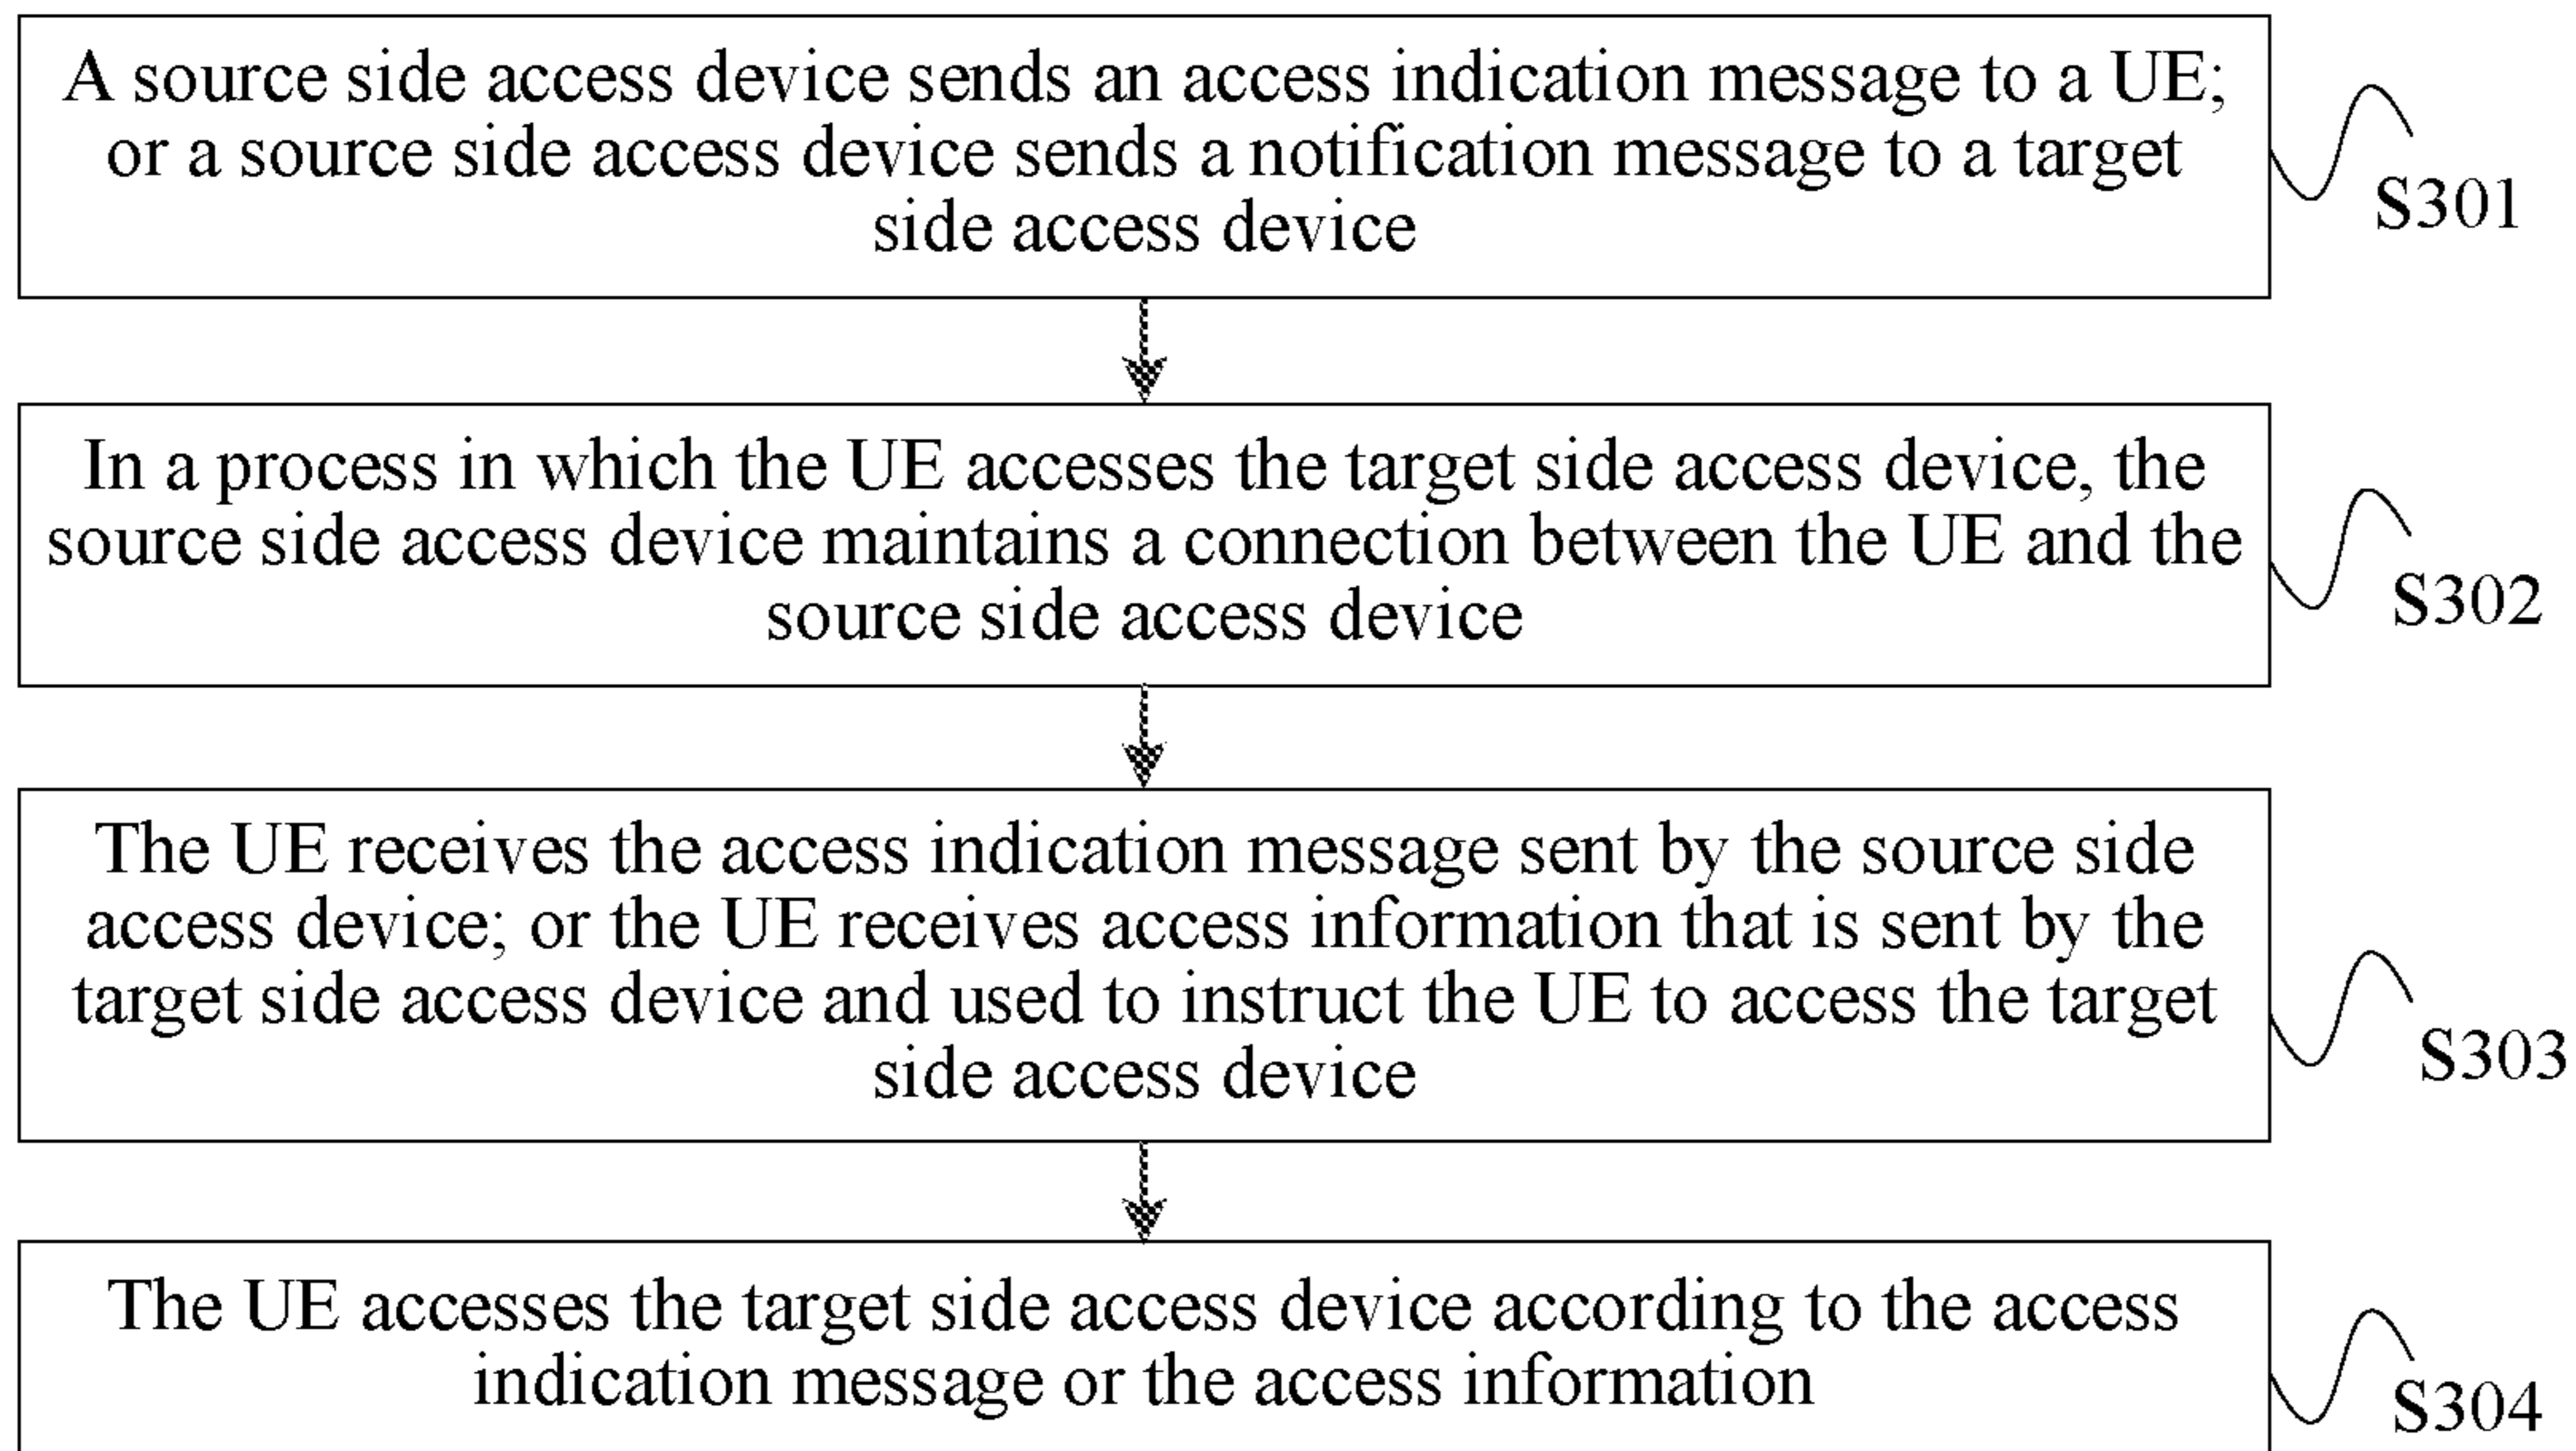 A source side access device sends an access indication message to a UE;
or a source side access device sends a notification message to a target
side access device
S301
In a process in which the UE accesses the target side access device, the
source side access device maintains a connection between the UE and the
source side access device
S302
The UE receives the access indication message sent by the source side
access device; or the UE receives access information that is sent by the
target side access device and used to instruct the UE to access the target
side access device
S303
The UE accesses the target side access device according to the access
indication message or the access information
S304